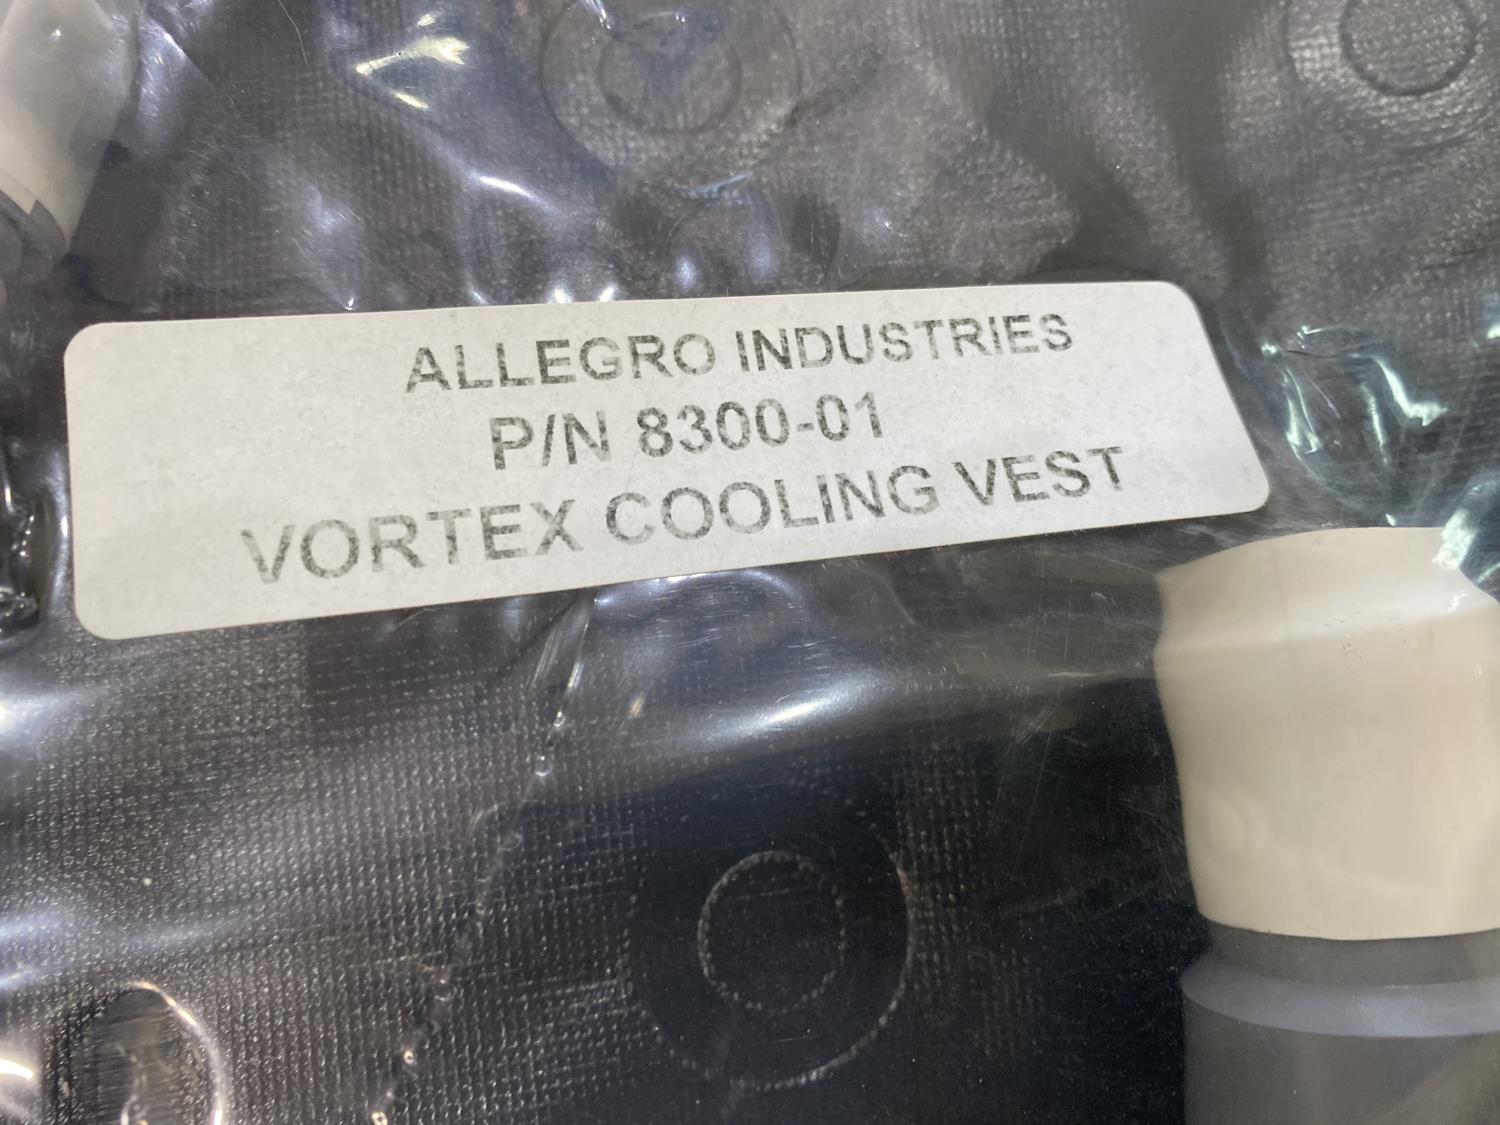 ALLEGRO INDUSTRIES
P/N 8300-01
VORTEX COOLING VEST